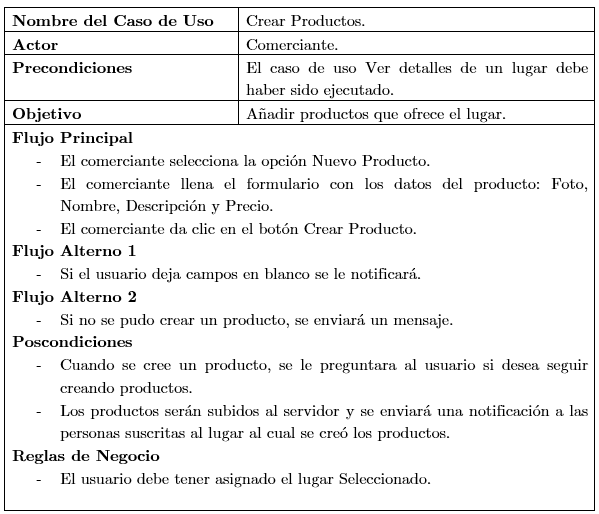 Nombre del Caso de Uso Crear Productos.
Actor Comerciante.
Precondiciones El caso de uso Ver detalles de un lugar debe
haber sido ejecutado.
Objetivo Añadir productos que ofrece el lugar.
Flujo Principal
- El comerciante selecciona la opción Nuevo Producto.
- El comerciante llena el formulario con los datos del producto: Foto,
Nombre, Descripción y Precio.
- El comerciante da clic en el botón Crear Producto.
Flujo Alterno 1
- Si el usuario deja campos en blanco se le notificará.
Flujo Alterno 2
- Si no se pudo crear un producto, se enviará un mensaje.
Poscondiciones
- Cuando se cree un producto, se le preguntara al usuario si desea seguir
creando productos.
- Los productos serán subidos al servidor y se enviará una notificación a las
personas suscritas al lugar al cual se creó los productos.
Reglas de Negocio
- El usuario debe tener asignado el lugar Seleccionado.